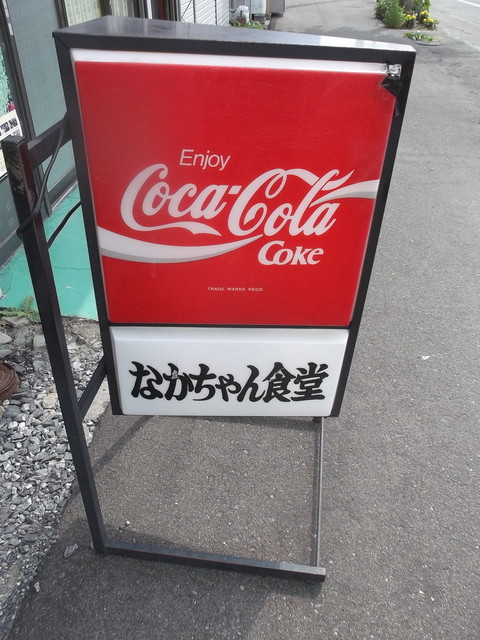 Enjoy
Coca-Cola
Coke
TRADE MARKS REGD
なかちゃん食堂